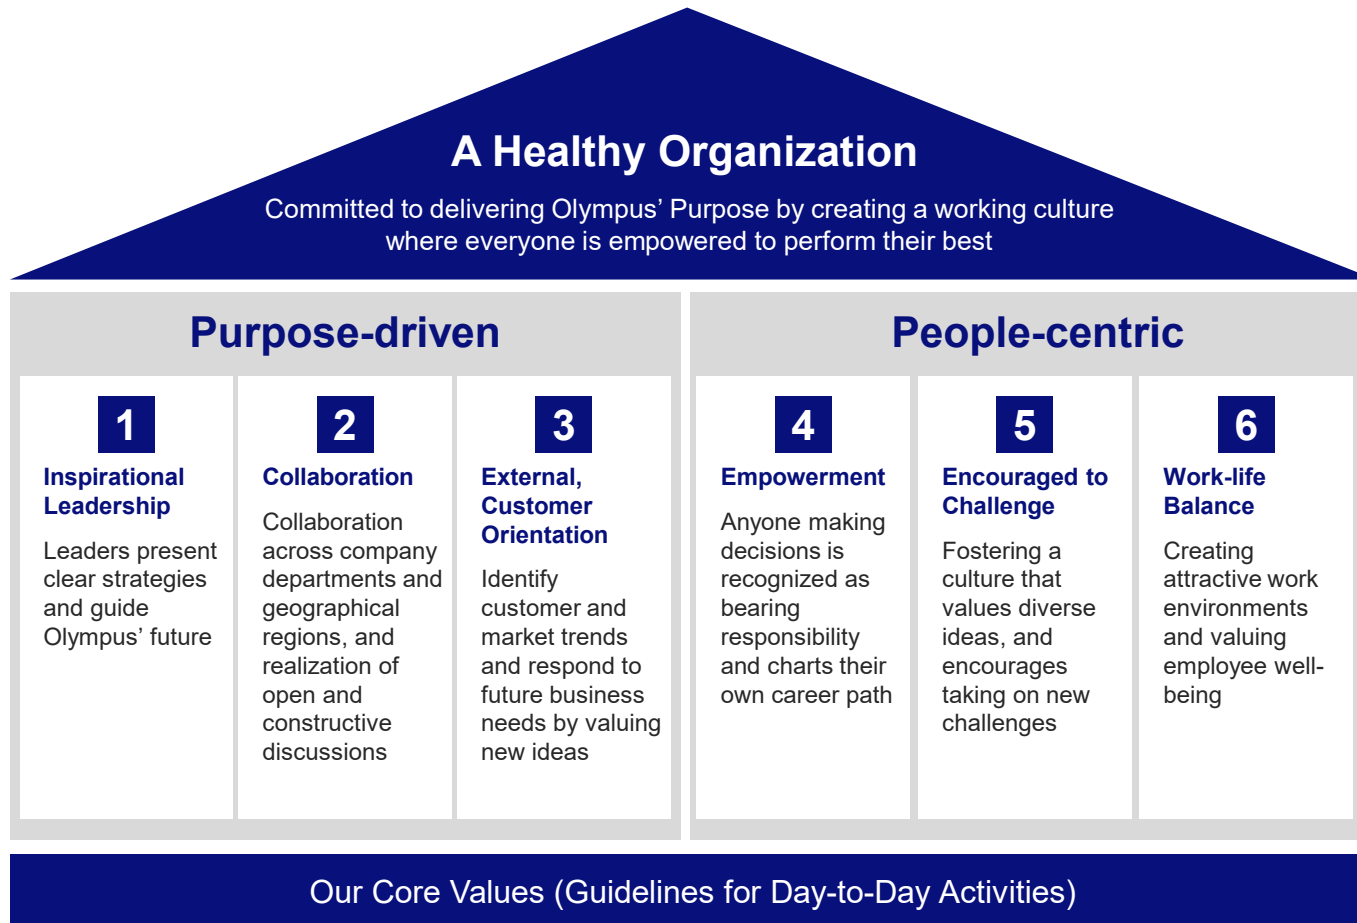 A Healthy Organization
Committed to delivering Olympus’ Purpose by creating a working culture
where everyone is empowered to perform their best
Purpose-driven
1
Inspirational
Leadership
Leaders present
clear strategies
and guide
Olympus’ future
2
Collaboration
Collaboration
across company
departments and
geographical
regions, and
realization of
open and
constructive
discussions
3
External,
Customer
Orientation
Identify
customer and
market trends
and respond to
future business
needs by valuing
new ideas
People-centric
4
Empowerment
Anyone making
decisions is
recognized as
bearing
responsibility
and charts their
own career path
5
Encouraged to
Challenge
Fostering a
culture that
values diverse
ideas, and
encourages
taking on new
challenges
6
Work-life
Balance
Creating
attractive work
environments
and valuing
employee well-
being
Our Core Values (Guidelines for Day-to-Day Activities)